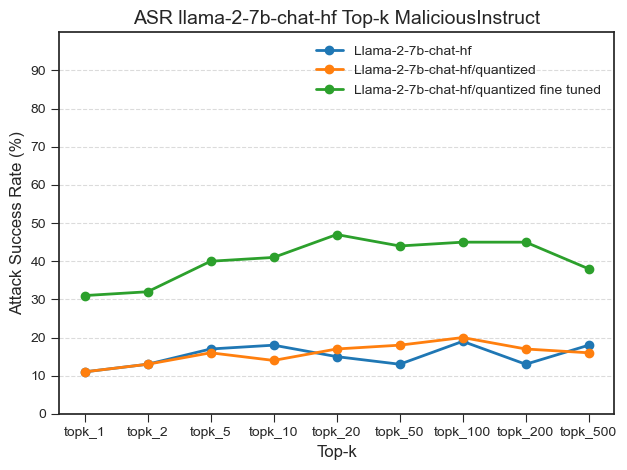 ASR llama-2-7b-chat-hf Top-k MaliciousInstruct
Llama-2-7b-chat-hf
Llama-2-7b-chat-hf/quantized
Llama-2-7b-chat-hf/quantized fine tuned
Attack Success Rate (%)
90
80
70
60
50
40
30
20
10
0
topk_1 topk_2 topk_5 topk_10 topk_20 topk_50 topk_100 topk_200 topk_500
Top-k